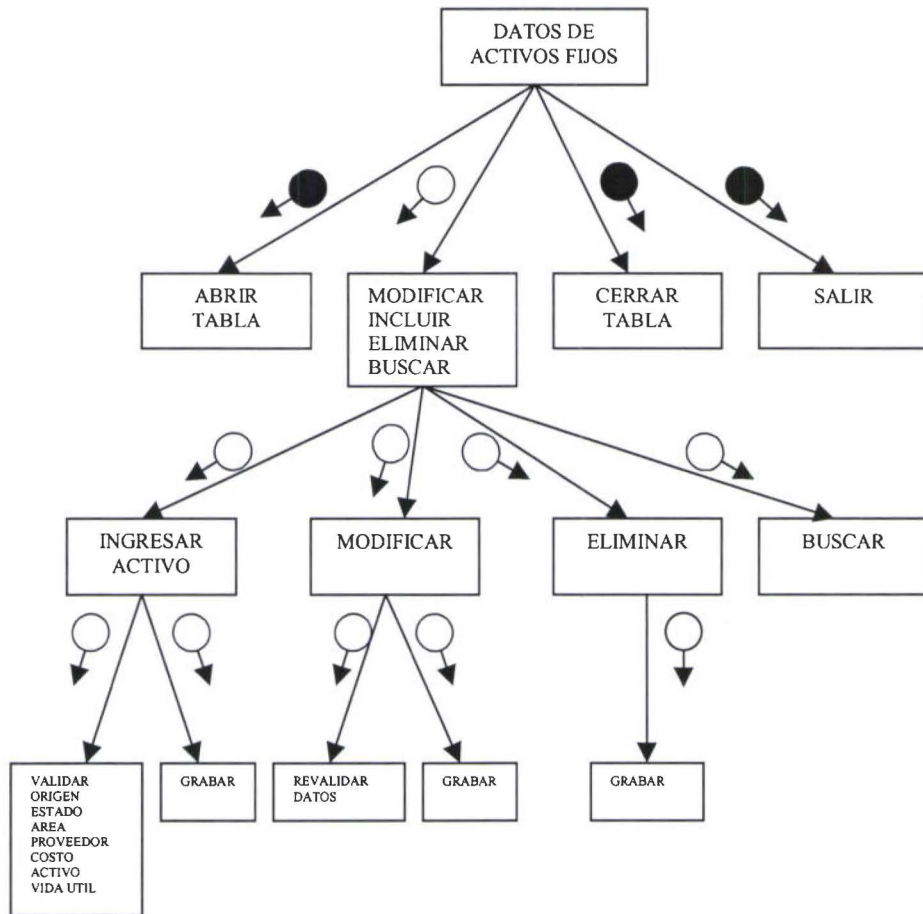 DATOS DE
ACTIVOS FIJOS
ABRIR
TABLA
MODIFICAR
INCLUIR
ELIMINAR
BUSCAR
CERRAR
TABLA
SALIR
INGRESAR
ACTIVO
MODIFICAR
ELIMINAR
BUSCAR
VALIDAR
ORIGEN
ESTADO
AREA
PROVEEDOR
COSTO
ACTIVO
VIDA UTIL
GRABAR
REVALIDAR
DATOS
GRABAR
GRABAR